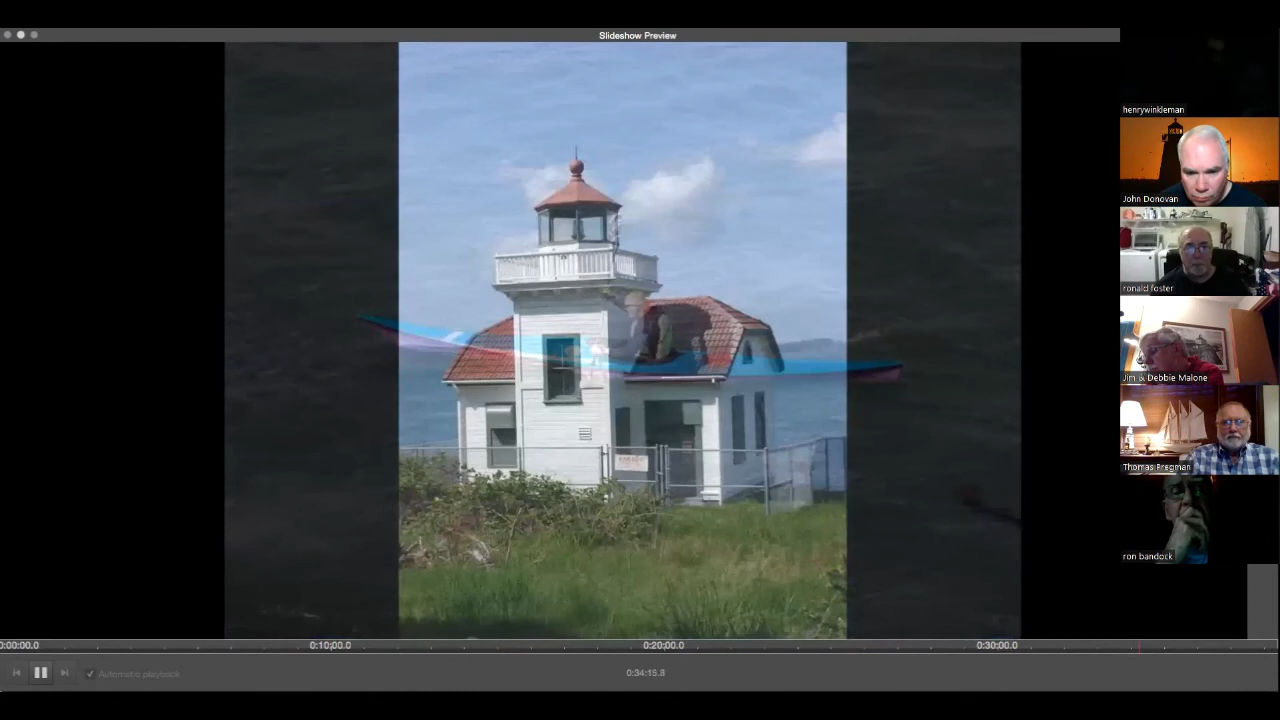 Slideshow Preview
henrywinkleman
John Donovan
ronald foster
Jim & Debbie Malone
Thomas Pregman
ron bandock
0:00:00.0
0:10:00.0
0:20:00.0
0:30:00.0
Automatic playback
0:34:15.8